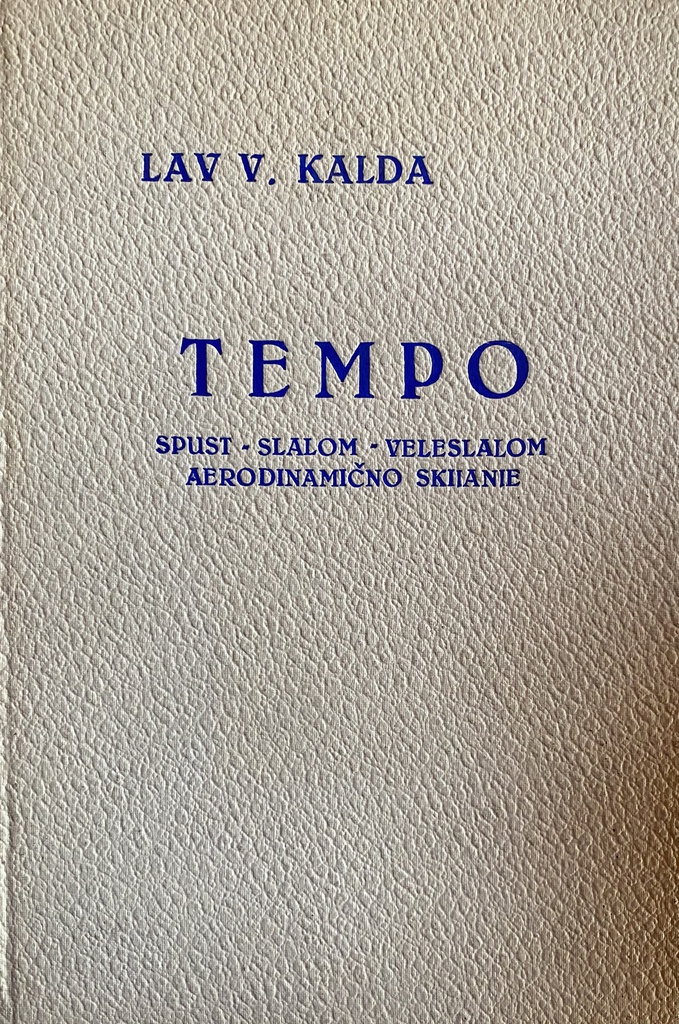 LAV V. KALDA
TEMPO
SPUST - SLALOM - VELESLALOM
AERODINAMIČNO SKIJANJE